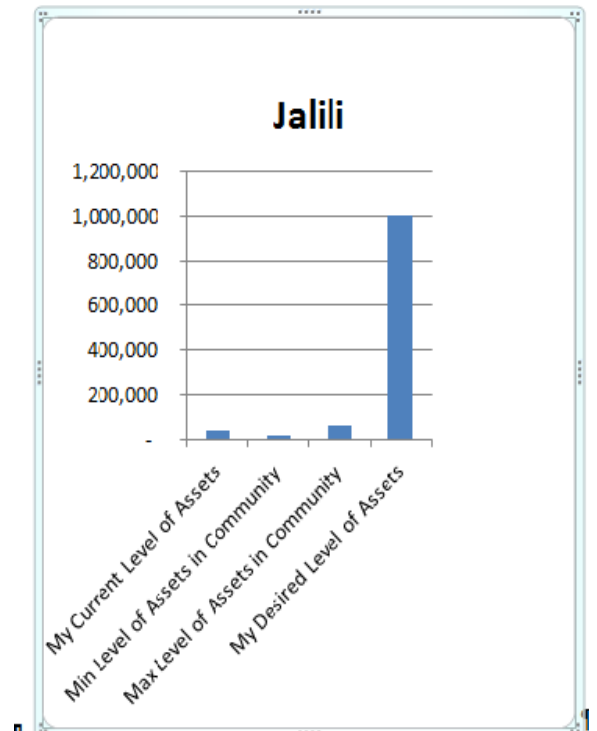 Jalili
1,200,000
1,000,000
800,000
600,000
400,000
200,000
-
My Current Level of Assets
Min Level of Assets in Community
Max Level of Assets in Community
My Desired Level of Assets